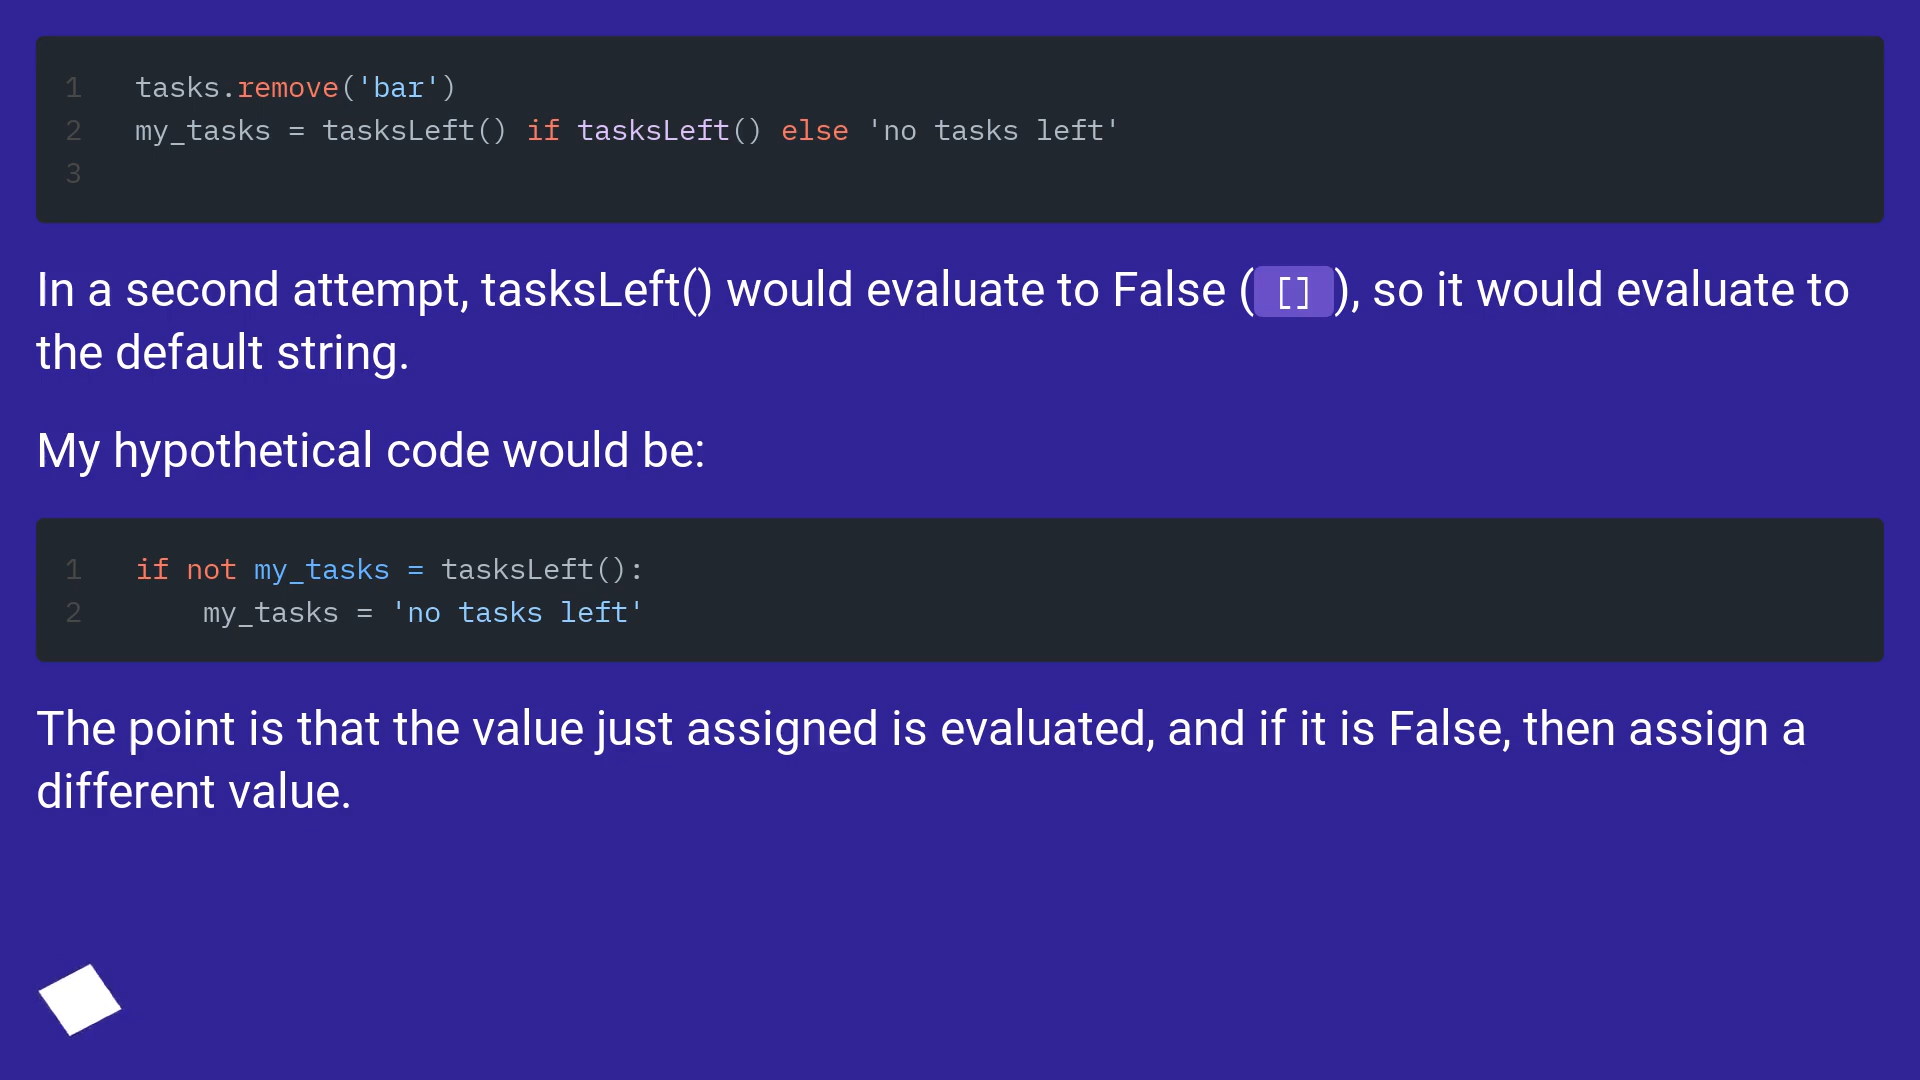 1 tasks.remove('bar')
2 my_tasks = tasksLeft() if tasksLeft() else 'no tasks left'
3
In a second attempt, tasksLeft() would evaluate to False ( [] ), so it would evaluate to
the default string.
My hypothetical code would be:
1 if not my_tasks = tasksLeft():
2     my_tasks = 'no tasks left'
The point is that the value just assigned is evaluated, and if it is False, then assign a
different value.